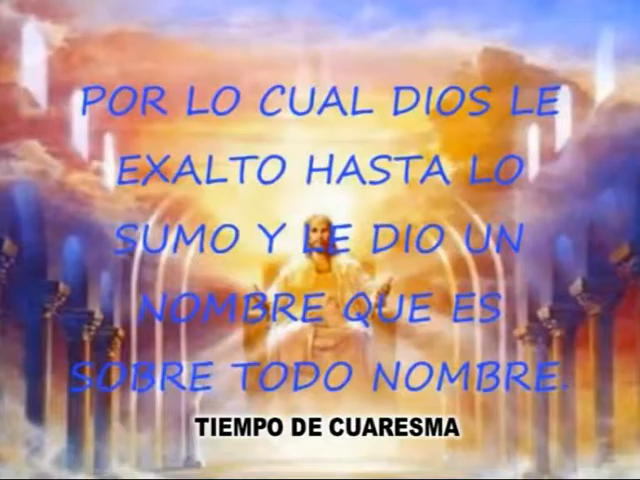 POR LO CUAL DIOS LE
EXALTO HASTA LO
SUMO Y LE DIO UN
NOMBRE QUE ES
SOBRE TODO NOMBRE.
TIEMPO DE CUARESMA